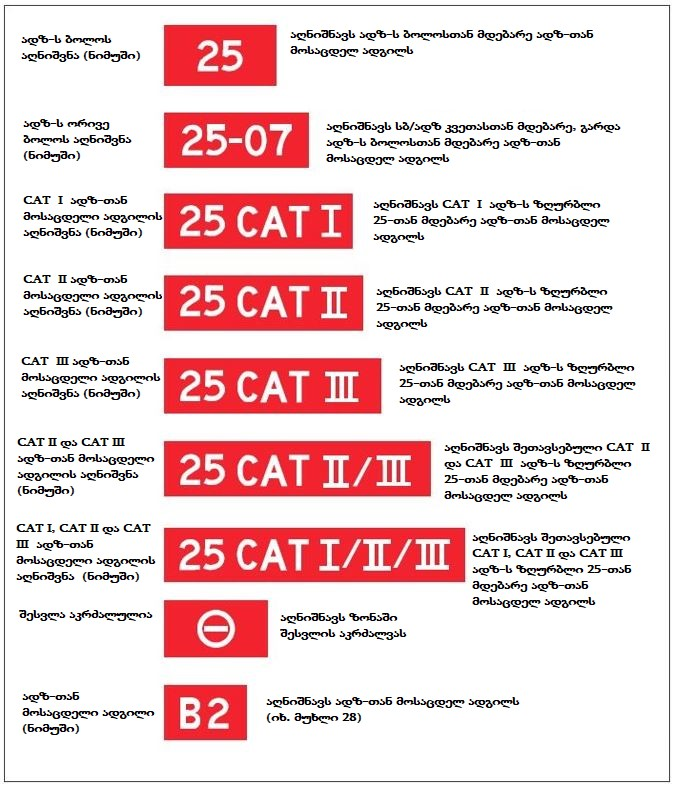 ადზ-ს ბოლოს
აღნიშვნა (ნიმუში)
25
აღნიშნავს ადზ-ს ბოლოსთან მდებარე ადზ-თან
მოსაცდელ ადგილს
ადზ-ს ორივე
ბოლოს აღნიშვნა
(ნიმუში)
25-07
აღნიშნავს სბ/ადზ კვეთასთან მდებარე, გარდა
ადზ-ს ბოლოსთან მდებარე ადზ-თან
მოსაცდელ ადგილს
CAT I ადზ-თან
მოსაცდელი ადგილის
აღნიშვნა (ნიმუში)
25 CAT I
აღნიშნავს CAT I ადზ-ს ზღურბლი
25-თან მდებარე ადზ-თან მოსაცდელ
ადგილს
CAT II ადზ-თან
მოსაცდელი ადგილის
აღნიშვნა (ნიმუში)
25 CAT II
აღნიშნავს CAT II ადზ-ს ზღურბლი
25-თან მდებარე ადზ-თან მოსაცდელ
ადგილს
CAT III ადზ-თან
მოსაცდელი ადგილის
აღნიშვნა (ნიმუში)
25 CAT III
აღნიშნავს CAT III ადზ-ს ზღურბლი
25-თან მდებარე ადზ-თან მოსაცდელ
ადგილს
CAT II და CAT III
ადზ-თან მოსაცდელი
ადგილის აღნიშვნა
(ნიმუში)
25 CAT II/III
აღნიშნავს შეთავსებული CAT II
და CAT III ადზ-ს ზღურბლი
25-თან მდებარე ადზ-თან
მოსაცდელ ადგილს
CAT I, CAT II და CAT
III ადზ-თან
მოსაცდელი ადგილის
აღნიშვნა (ნიმუში)
25 CAT I/II/III
აღნიშნავს შეთავსებული
CAT I, CAT II და CAT III
ადზ-ს ზღურბლი 25-თან
მდებარე ადზ-თან
მოსაცდელ ადგილს
შესვლა აკრძალულია
აღნიშნავს ზონაში
შესვლის აკრძალვას
ადზ-თან
მოსაცდელი ადგილი
(ნიმუში)
B2
აღნიშნავს ადზ-თან მოსაცდელ ადგილს
(იხ. მუხლი 28)